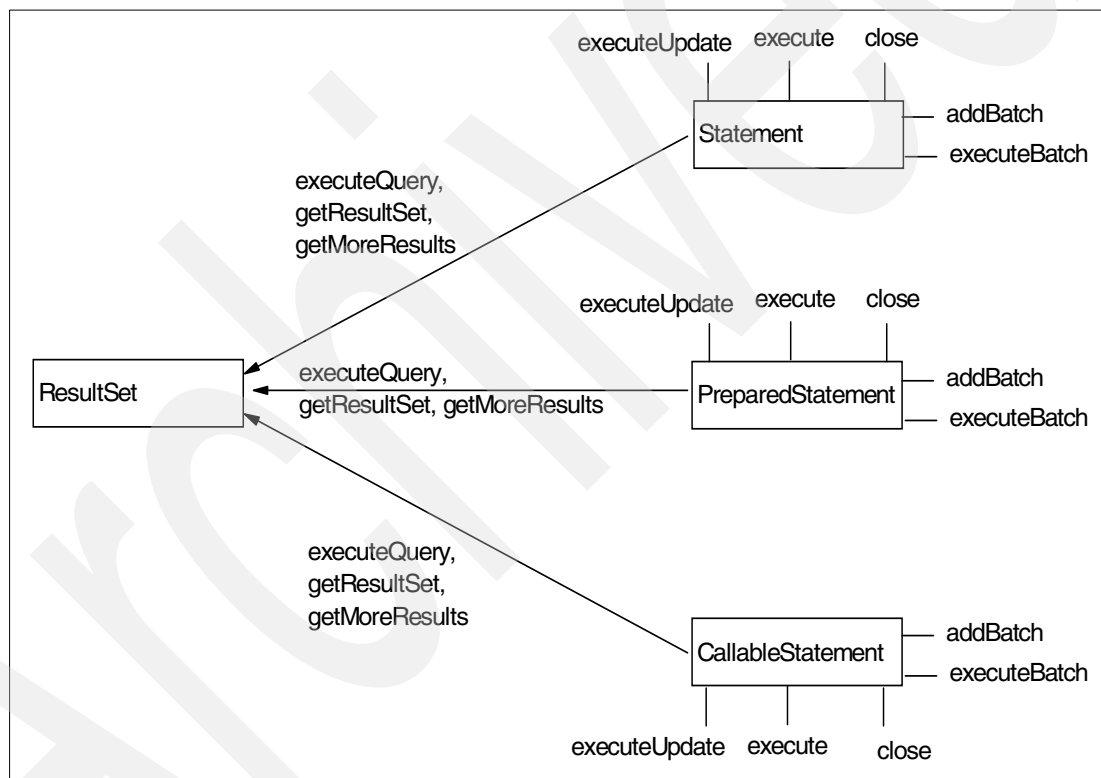 executeUpdate execute close
Statement
addBatch
executeBatch
executeQuery,
getResultSet,
getMoreResults
executeUpdate execute close
ResultSet
executeQuery,
getResultSet, getMoreResults
PreparedStatement
addBatch
executeBatch
executeQuery,
getResultSet,
getMoreResults
CallableStatement
addBatch
executeBatch
executeUpdate execute close
Archived